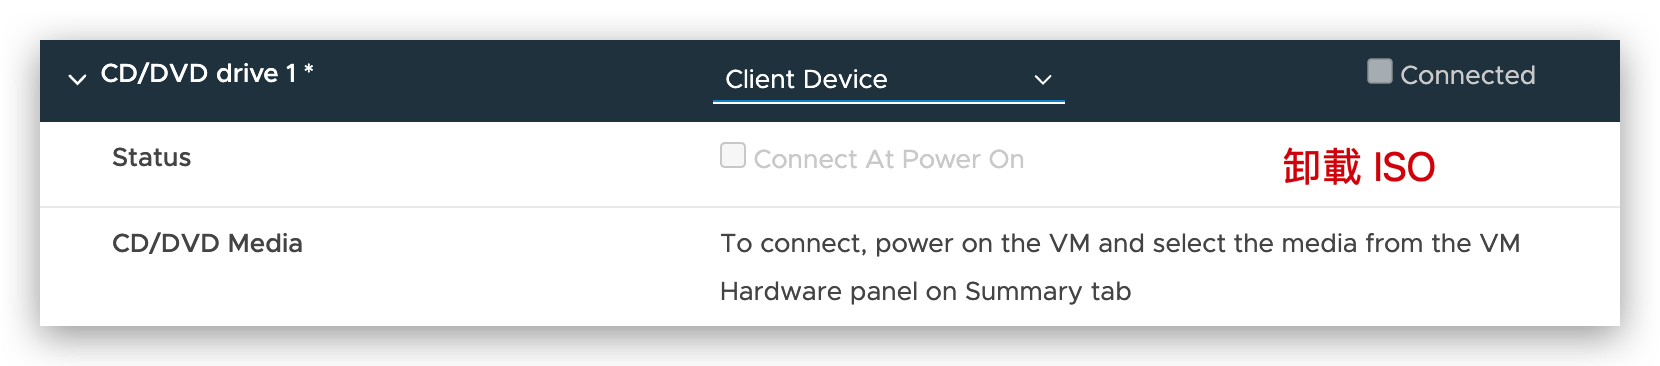 CD/DVD drive 1 *
Client Device
Connected
Status
Connect At Power On
卸載 ISO
CD/DVD Media
To connect, power on the VM and select the media from the VM
Hardware panel on Summary tab